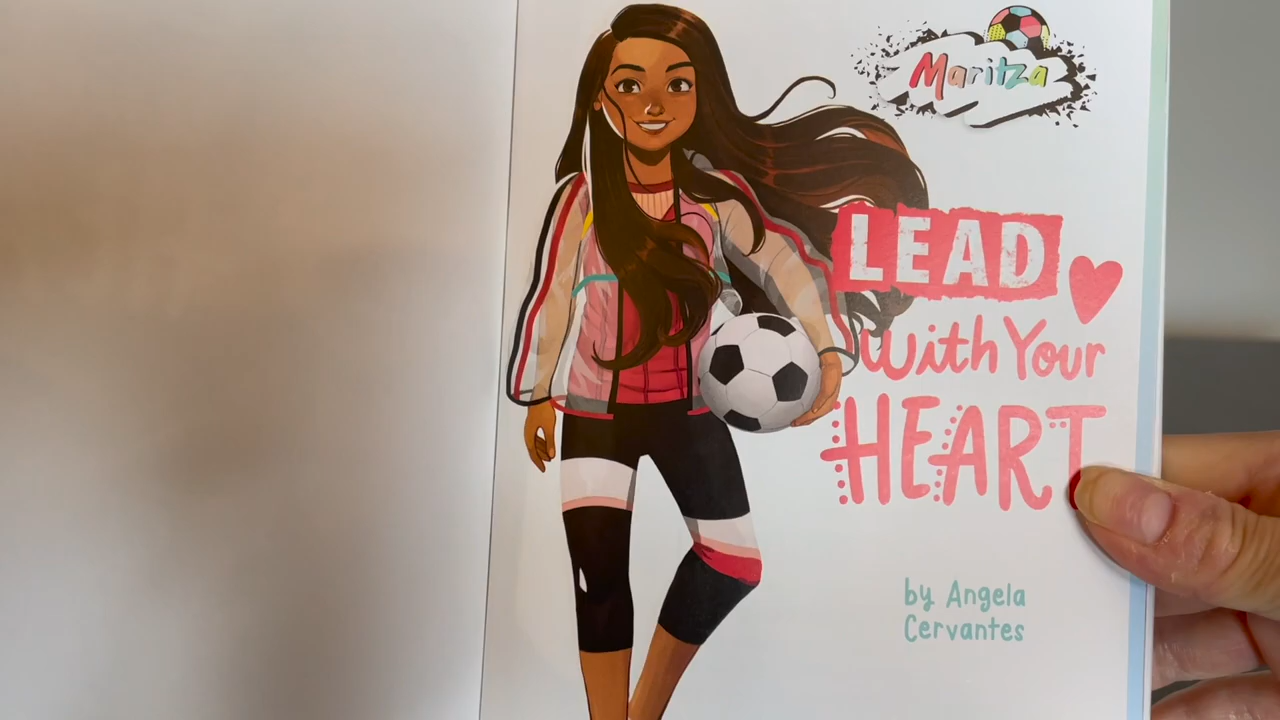 Maritza
LEAD
with Your
HEART
by Angela
Cervantes